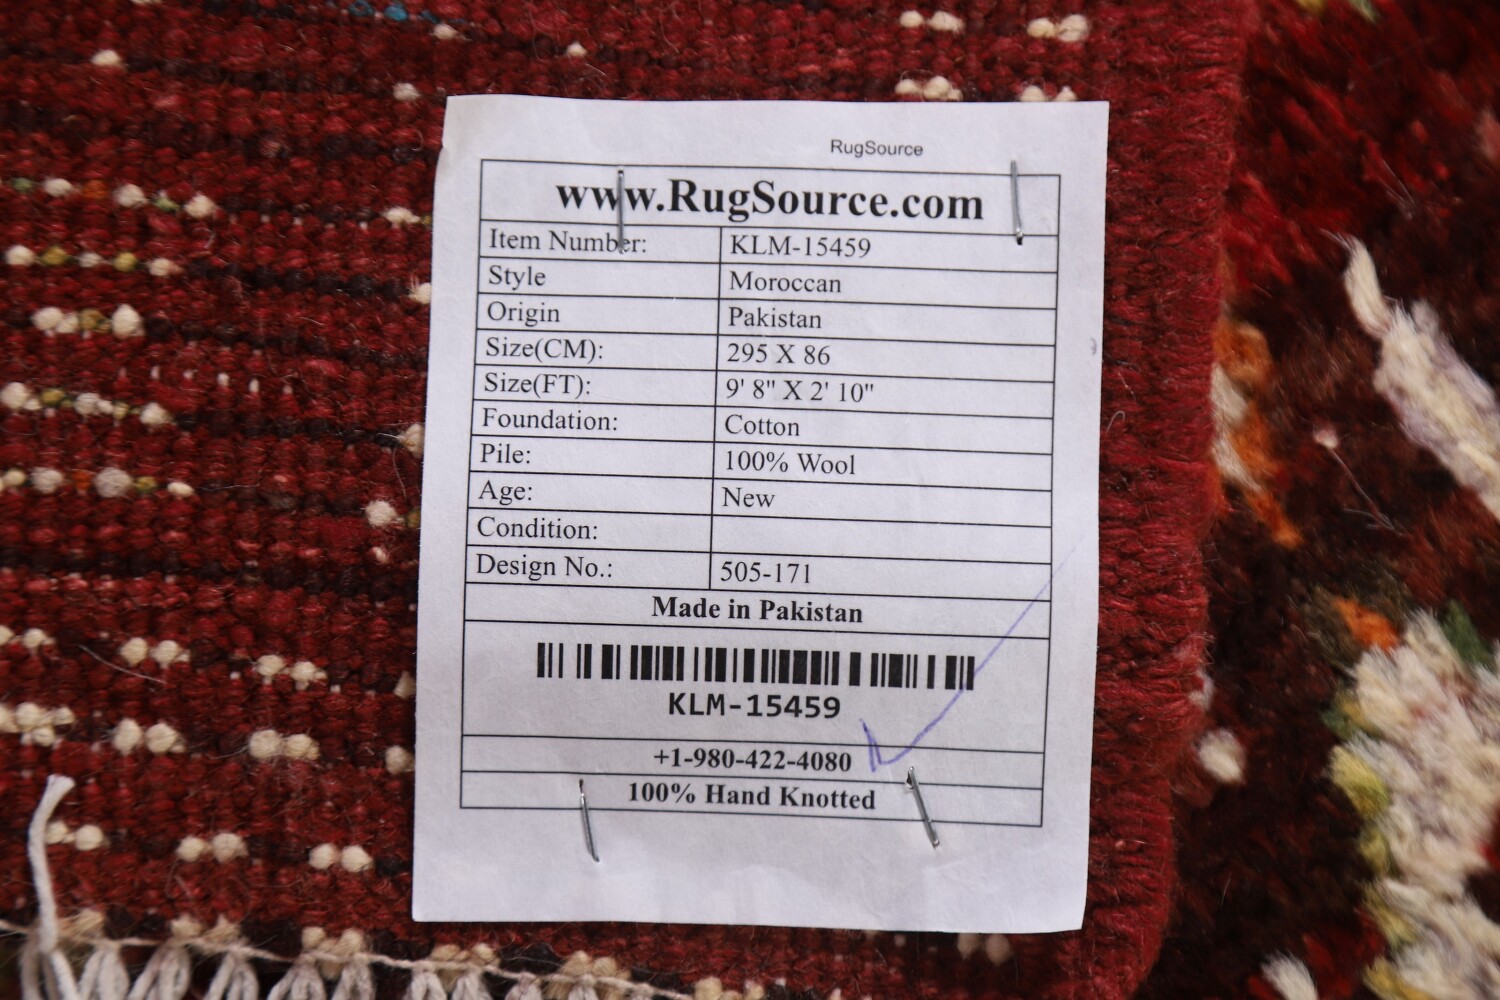 RugSource
www.RugSource.com
Item Number: KLM-15459
Style Moroccan
Origin Pakistan
Size(CM): 295 X 86
Size(FT): 9' 8" X 2' 10"
Foundation: Cotton
Pile: 100% Wool
Age: New
Condition:
Design No.: 505-171
Made in Pakistan
KLM-15459
+1-980-422-4080
100% Hand Knotted